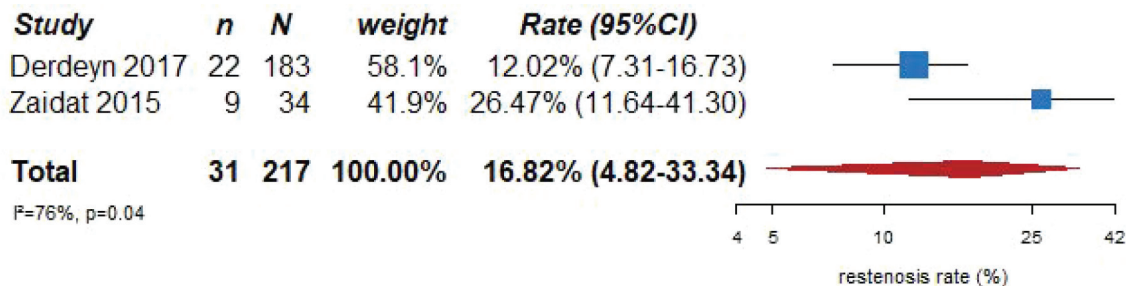 Study n N weight Rate (95%CI)
Derdeyn 2017 22 183 58.1% 12.02% (7.31-16.73)
Zaidat 2015 9 34 41.9% 26.47% (11.64-41.30)
Total 31 217 100.00% 16.82% (4.82-33.34)
I²=76%, p=0.04
4 5 10 25 42
restenosis rate (%)